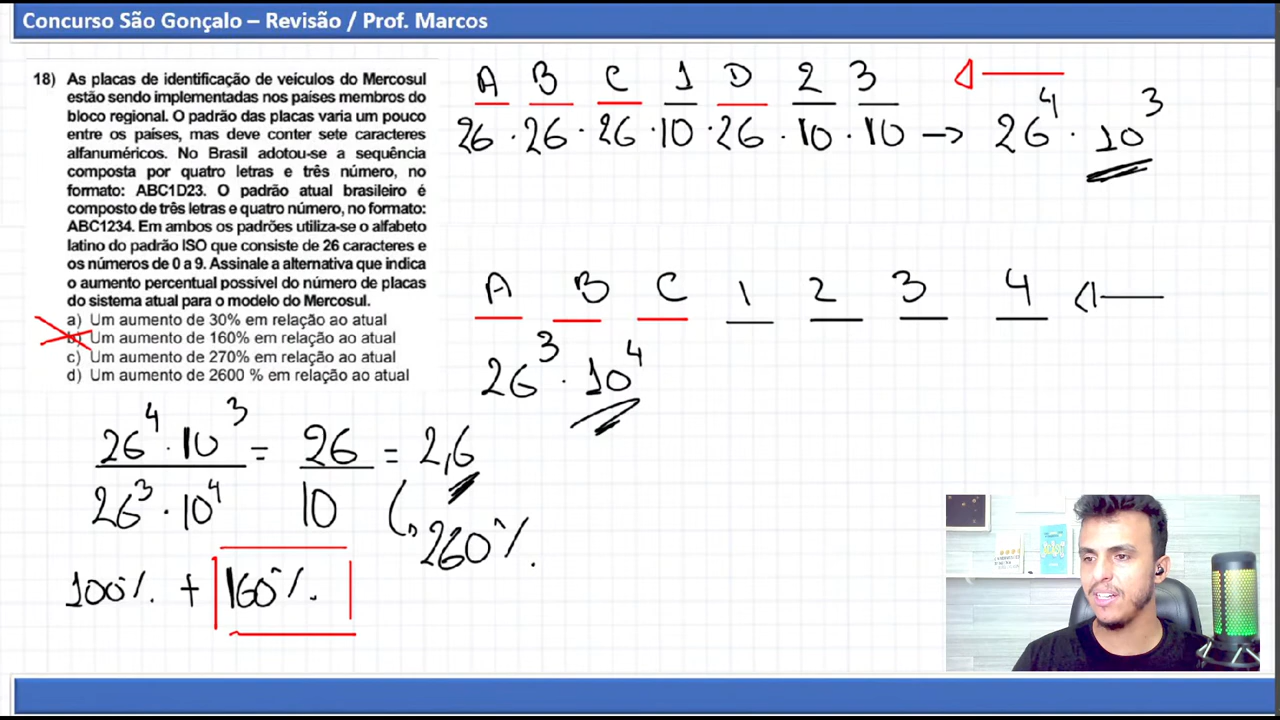 Concurso São Gonçalo – Revisão / Prof. Marcos
18) As placas de identificação de veículos do Mercosul
estão sendo implementadas nos países membros do
bloco regional. O padrão das placas varia um pouco
entre os países, mas deve conter sete caracteres
alfanuméricos. No Brasil adotou-se a sequência
composta por quatro letras e três número, no
formato: ABC1D23. O padrão atual brasileiro é
composto de três letras e quatro número, no formato:
ABC1234. Em ambos os padrões utiliza-se o alfabeto
latino do padrão ISO que consiste de 26 caracteres e
os números de 0 a 9. Assinale a alternativa que indica
o aumento percentual possível do número de placas
do sistema atual para o modelo do Mercosul.
a) Um aumento de 30% em relação ao atual
b) Um aumento de 160% em relação ao atual
c) Um aumento de 270% em relação ao atual
d) Um aumento de 2600 % em relação ao atual
A B C 1 D 2 3
26 · 26 · 26 · 10 · 26 · 10 · 10 → 26⁴ · 10³
A B C 1 2 3 4
26³ · 10⁴
26⁴ · 10³ = 26 = 2,6
26³ · 10⁴ 10
260%.
100%. + 160%.